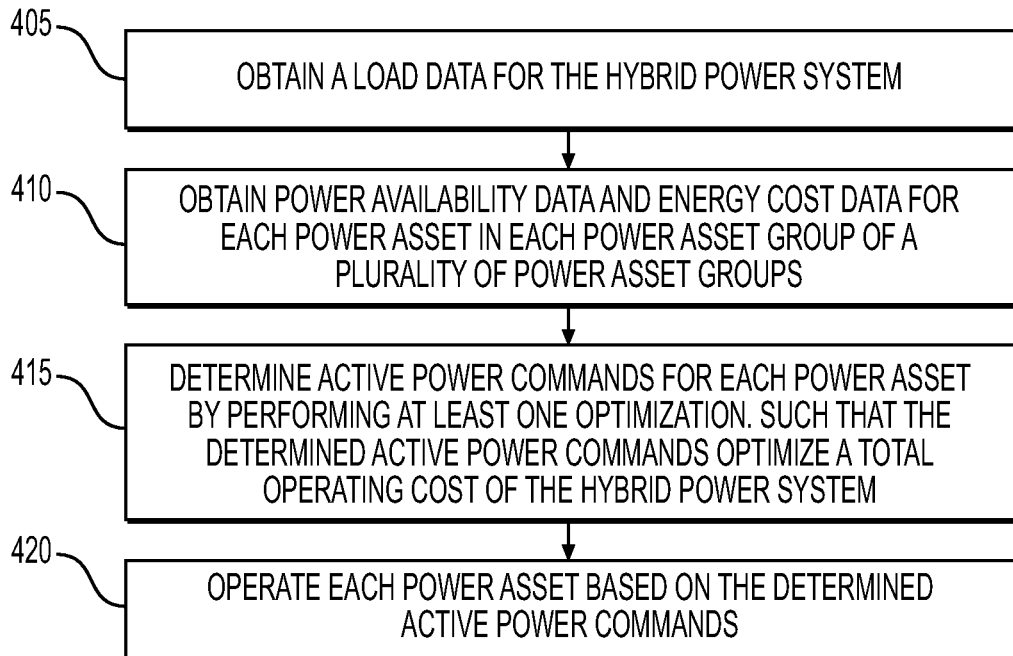 405
OBTAIN A LOAD DATA FOR THE HYBRID POWER SYSTEM
410
OBTAIN POWER AVAILABILITY DATA AND ENERGY COST DATA FOR
EACH POWER ASSET IN EACH POWER ASSET GROUP OF A
PLURALITY OF POWER ASSET GROUPS
415
DETERMINE ACTIVE POWER COMMANDS FOR EACH POWER ASSET
BY PERFORMING AT LEAST ONE OPTIMIZATION. SUCH THAT THE
DETERMINED ACTIVE POWER COMMANDS OPTIMIZE A TOTAL
OPERATING COST OF THE HYBRID POWER SYSTEM
420
OPERATE EACH POWER ASSET BASED ON THE DETERMINED
ACTIVE POWER COMMANDS